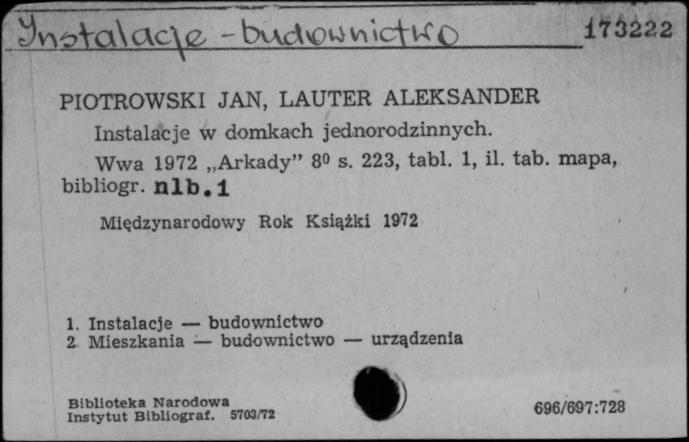 Instalacje - budownictwo 173222
PIOTROWSKI JAN, LAUTER ALEKSANDER
Instalacje w domkach jednorodzinnych.
Wwa 1972 „Arkady” 8⁰ s. 223, tabl. 1, il. tab. mapa,
bibliogr. nlb.1
Międzynarodowy Rok Książki 1972
1. Instalacje — budownictwo
2. Mieszkania — budownictwo — urządzenia
Biblioteka Narodowa
Instytut Bibliograf. 5703/72
696/697:728